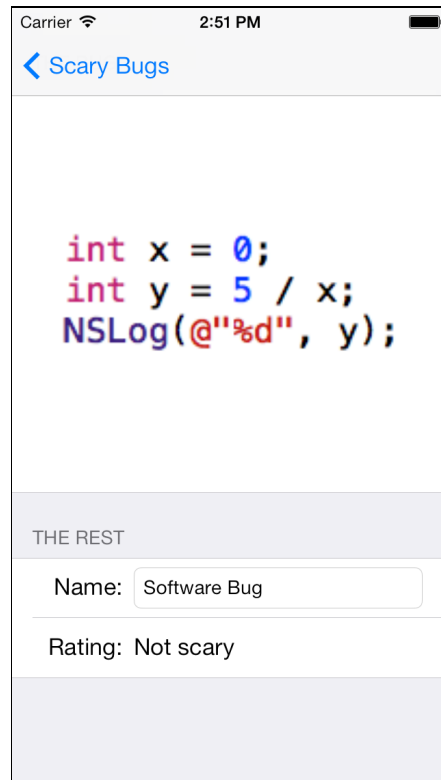 Carrier 2:51 PM
Scary Bugs
int x = 0;
int y = 5 / x;
NSLog(@"%d", y);
THE REST
Name: Software Bug
Rating: Not scary